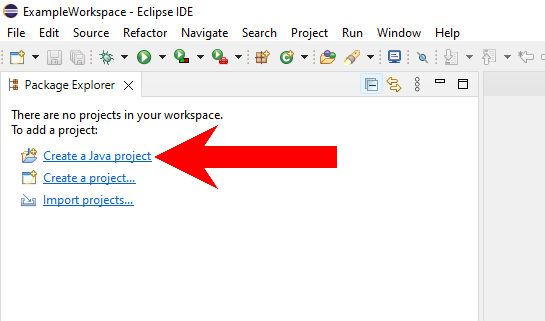 ExampleWorkspace - Eclipse IDE
File Edit Source Refactor Navigate Search Project Run Window Help
Package Explorer
There are no projects in your workspace.
To add a project:
Create a Java project
Create a project...
Import projects...